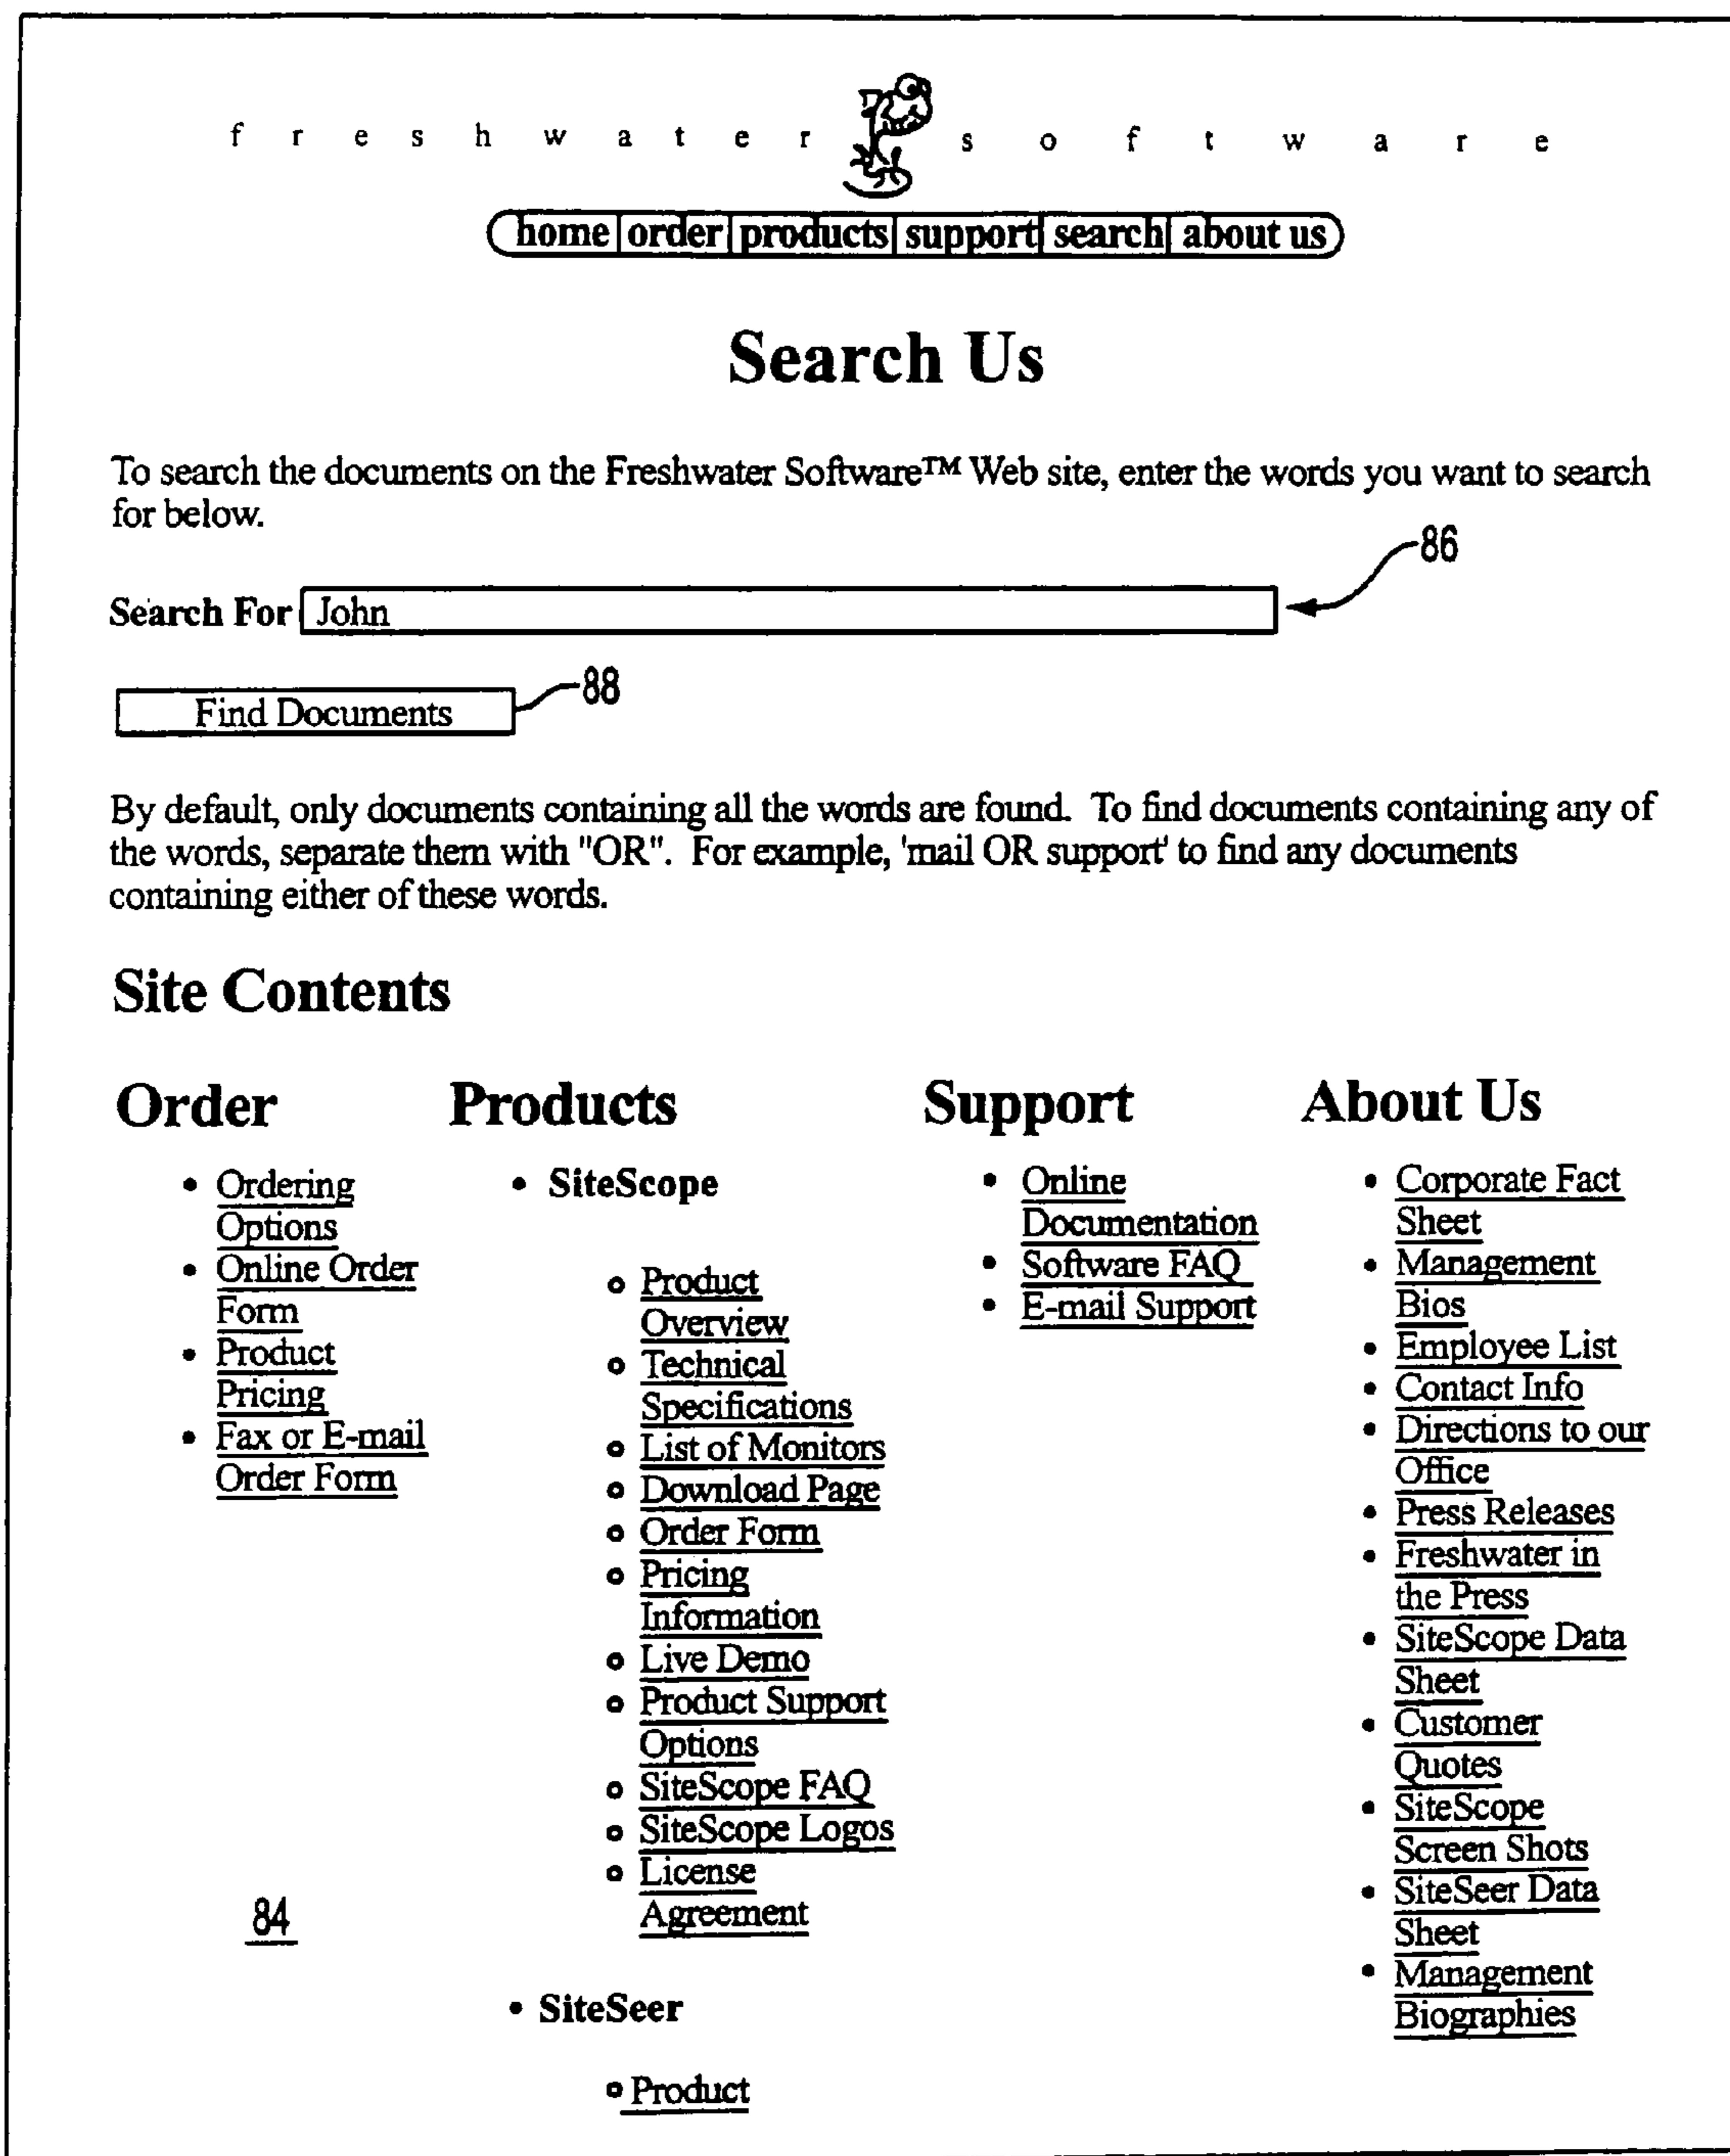 freshwater software
home order products support search about us
Search Us
To search the documents on the Freshwater Software™ Web site, enter the words you want to search
for below.
86
Search For John
88
Find Documents
By default, only documents containing all the words are found. To find documents containing any of
the words, separate them with "OR". For example, 'mail OR support' to find any documents
containing either of these words.
Site Contents
Order
• Ordering
Options
• Online Order
Form
• Product
Pricing
• Fax or E-mail
Order Form
84
Products
• SiteScope
o Product
Overview
o Technical
Specifications
o List of Monitors
o Download Page
o Order Form
o Pricing
Information
o Live Demo
o Product Support
Options
o SiteScope FAQ
o SiteScope Logos
o License
Agreement
• SiteSeer
o Product
Support
• Online
Documentation
• Software FAQ
• E-mail Support
About Us
• Corporate Fact
Sheet
• Management
Bios
• Employee List
• Contact Info
• Directions to our
Office
• Press Releases
• Freshwater in
the Press
• SiteScope Data
Sheet
• Customer
Quotes
• SiteScope
Screen Shots
• SiteSeer Data
Sheet
• Management
Biographies